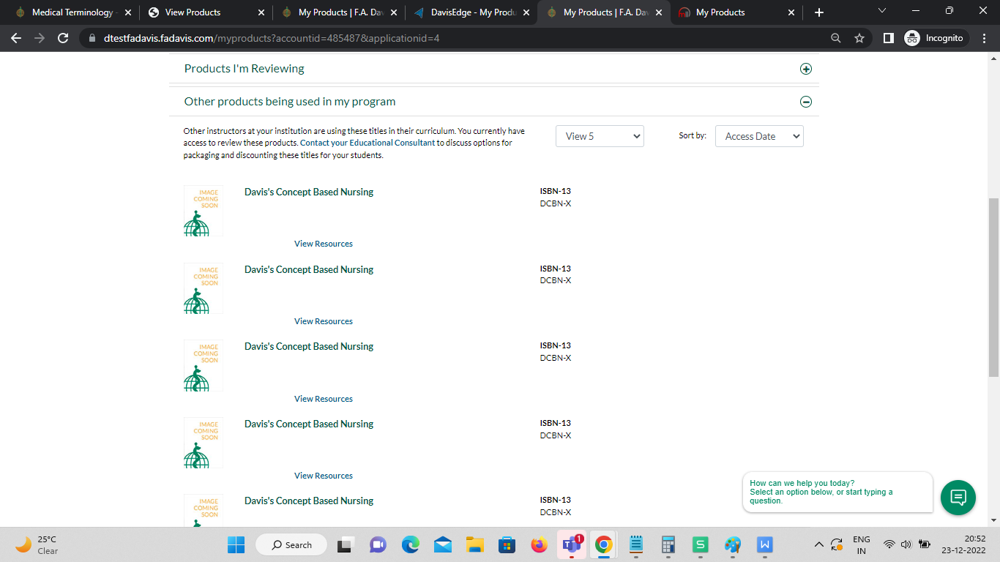 Medical Terminology
View Products
My Products | F.A. Dav
DavisEdge - My Produ
My Products | F.A. Dav
My Products
dtestfadavis.fadavis.com/myproducts?accountid=485487&applicationid=4
Incognito
Products I'm Reviewing
Other products being used in my program
Other instructors at your institution are using these titles in their curriculum. You currently have
access to review these products. Contact your Educational Consultant to discuss options for
packaging and discounting these titles for your students.
View 5
Sort by:
Access Date
IMAGE
COMING
SOON
Davis's Concept Based Nursing
ISBN-13
DCBN-X
View Resources
IMAGE
COMING
SOON
Davis's Concept Based Nursing
ISBN-13
DCBN-X
View Resources
IMAGE
COMING
SOON
Davis's Concept Based Nursing
ISBN-13
DCBN-X
View Resources
IMAGE
COMING
SOON
Davis's Concept Based Nursing
ISBN-13
DCBN-X
View Resources
IMAGE
COMING
SOON
Davis's Concept Based Nursing
ISBN-13
DCBN-X
How can we help you today?
Select an option below, or start typing a
question.
25°C
Clear
Search
1
S
W
ENG
IN
20:52
23-12-2022